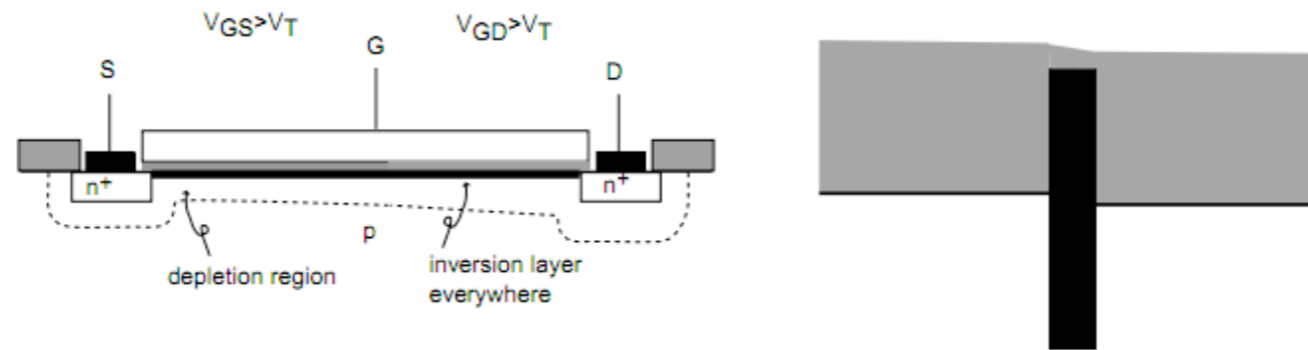 VGS>VT
VGD>VT
G
S
D
n+
n+
p
depletion region
inversion layer
everywhere